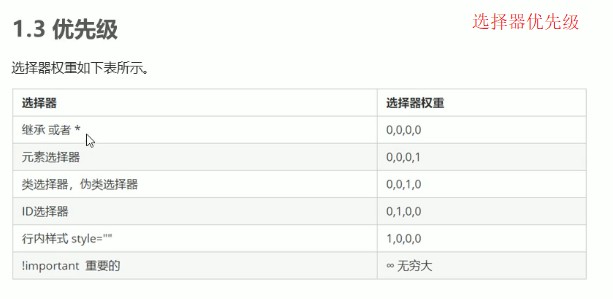 1.3 优先级
选择器优先级
选择器权重如下表所示。
选择器 选择器权重
继承 或者 * 0,0,0,0
元素选择器 0,0,0,1
类选择器，伪类选择器 0,0,1,0
ID选择器 0,1,0,0
行内样式 style="" 1,0,0,0
!important 重要的 ∞ 无穷大